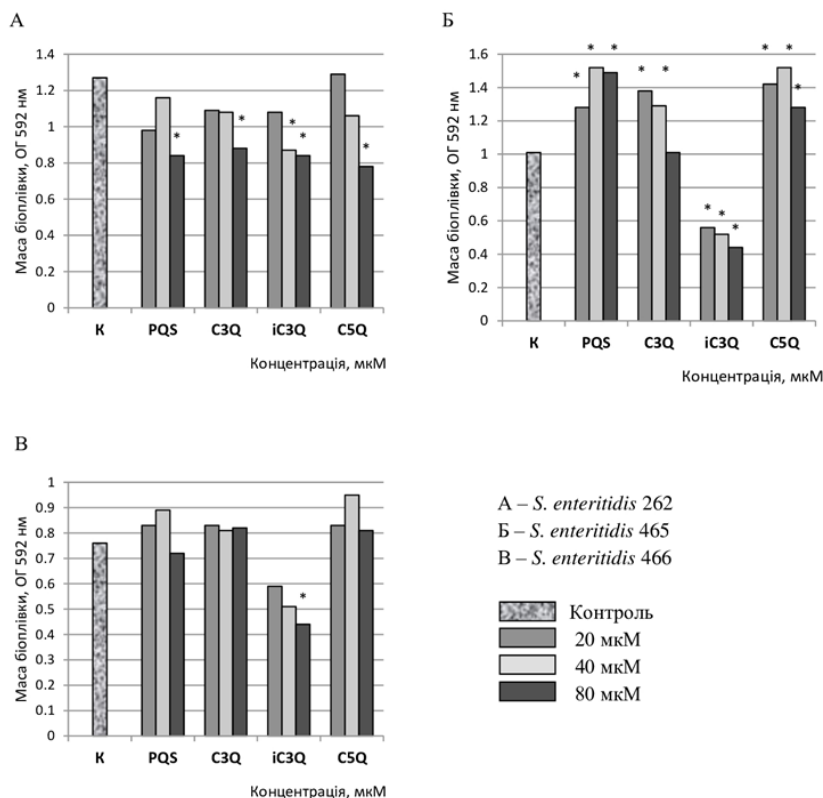 А
Маса біоплівки, ОГ 592 нм
1.4
1.2
1
0.8
0.6
0.4
0.2
0
* * * * *
К PQS C3Q iC3Q C5Q
Концентрація, мкМ
Б
Маса біоплівки, ОГ 592 нм
1.6
1.4
1.2
1
0.8
0.6
0.4
0.2
0
* * * * * * * * * * *
К PQS C3Q iC3Q C5Q
Концентрація, мкМ
В
Маса біоплівки, ОГ 592 нм
1
0.9
0.8
0.7
0.6
0.5
0.4
0.3
0.2
0.1
0
*
К PQS C3Q iC3Q C5Q
Концентрація, мкМ
А – S. enteritidis 262
Б – S. enteritidis 465
В – S. enteritidis 466
Контроль
20 мкМ
40 мкМ
80 мкМ